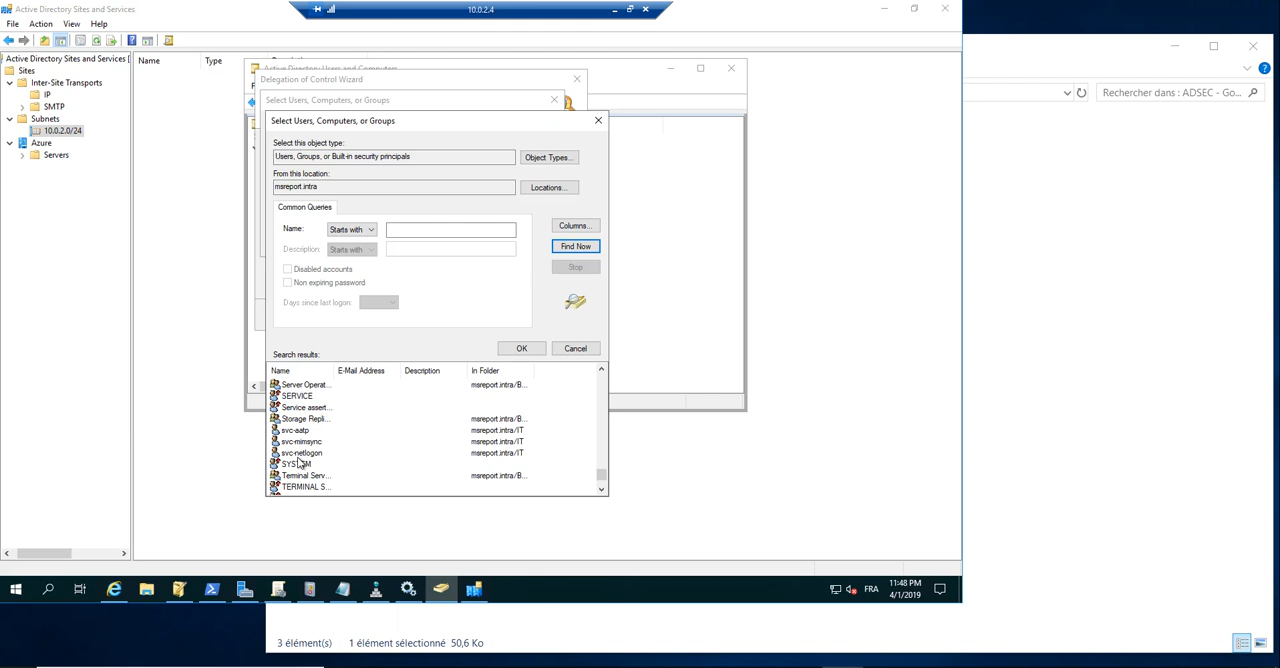 Active Directory Sites and Services
10.0.2.4
File Action View Help
Active Directory Sites and Services [
Sites
Inter-Site Transports
IP
SMTP
Subnets
10.0.2.0/24
Azure
Servers
Name Type
Active Directory Users and Computers
Delegation of Control Wizard
Select Users, Computers, or Groups
Select Users, Computers, or Groups
Select this object type:
Users, Groups, or Built-in security principals
Object Types...
From this location:
msreport.intra
Locations...
Common Queries
Name: Starts with
Description: Starts with
Disabled accounts
Non expiring password
Days since last logon:
Columns...
Find Now
Stop
OK Cancel
Search results:
Name E-Mail Address Description In Folder
Server Operat... msreport.intra/B...
SERVICE
Service assert...
Storage Repli... msreport.intra/B...
svc-aatp msreport.intra/IT
svc-mimsync msreport.intra/IT
svc-netlogon msreport.intra/IT
SYSTEM
Terminal Serv... msreport.intra/B...
TERMINAL S...
Rechercher dans : ADSEC - Go...
FRA
11:48 PM
4/1/2019
3 élément(s) 1 élément sélectionné 50,6 Ko